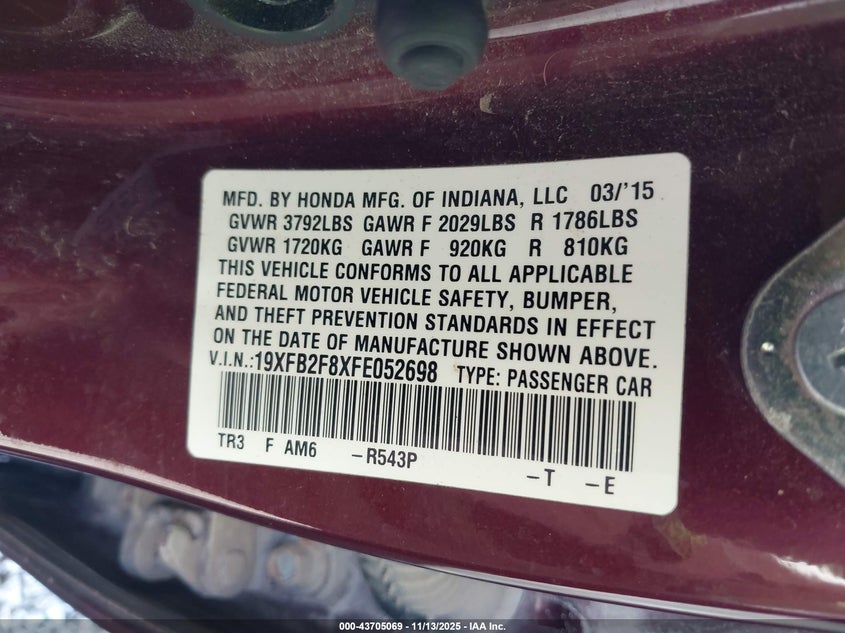 MFD. BY HONDA MFG. OF INDIANA, LLC 03/'15
GVWR 3792LBS GAWR F 2029LBS R 1786LBS
GVWR 1720KG GAWR F 920KG R 810KG
THIS VEHICLE CONFORMS TO ALL APPLICABLE
FEDERAL MOTOR VEHICLE SAFETY, BUMPER,
AND THEFT PREVENTION STANDARDS IN EFFECT
ON THE DATE OF MANUFACTURE SHOWN ABOVE.
V.I.N.:19XFB2F8XFE052698 TYPE: PASSENGER CAR
TR3 F AM6 -R543P -T -E
000-43705069 - 11/13/2025 - IAA Inc.